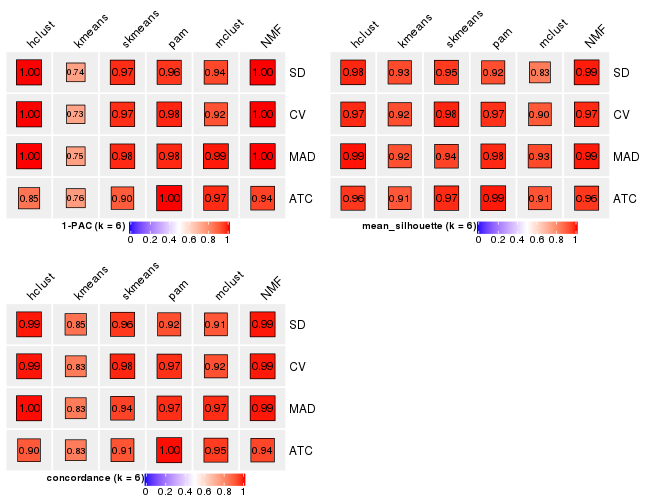 hclust kmeans skmeans pam mclust NMF
1.00 0.74 0.97 0.96 0.94 1.00 SD
1.00 0.73 0.97 0.98 0.92 1.00 CV
1.00 0.75 0.98 0.98 0.99 1.00 MAD
0.85 0.76 0.90 1.00 0.97 0.94 ATC
1-PAC (k = 6)
0 0.2 0.4 0.6 0.8 1
hclust kmeans skmeans pam mclust NMF
0.98 0.93 0.95 0.92 0.83 0.99 SD
0.97 0.92 0.98 0.97 0.90 0.97 CV
0.99 0.92 0.94 0.98 0.93 0.99 MAD
0.96 0.91 0.97 0.99 0.91 0.96 ATC
mean_silhouette (k = 6)
0 0.2 0.4 0.6 0.8 1
hclust kmeans skmeans pam mclust NMF
0.99 0.85 0.96 0.92 0.91 0.99 SD
0.99 0.83 0.98 0.97 0.92 0.99 CV
1.00 0.83 0.94 0.97 0.97 0.99 MAD
0.90 0.83 0.91 1.00 0.95 0.94 ATC
concordance (k = 6)
0 0.2 0.4 0.6 0.8 1